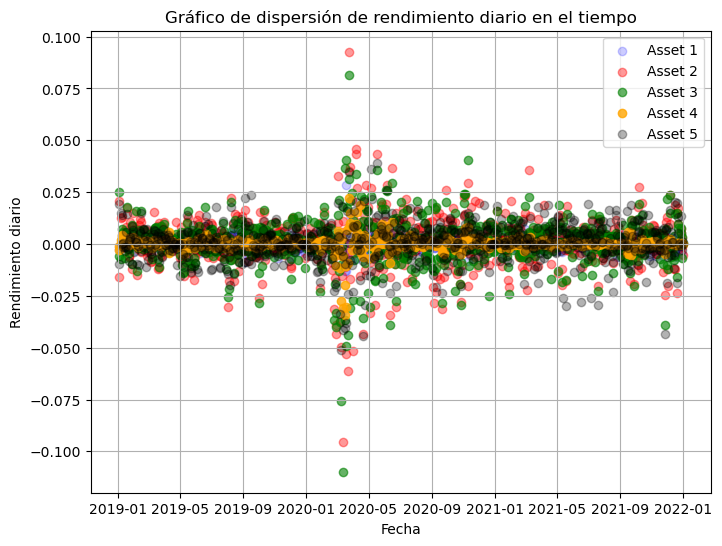 Gráfico de dispersión de rendimiento diario en el tiempo
0.100
0.075
0.050
0.025
0.000
−0.025
−0.050
−0.075
−0.100
Rendimiento diario
Asset 1
Asset 2
Asset 3
Asset 4
Asset 5
2019-01 2019-05 2019-09 2020-01 2020-05 2020-09 2021-01 2021-05 2021-09 2022-01
Fecha